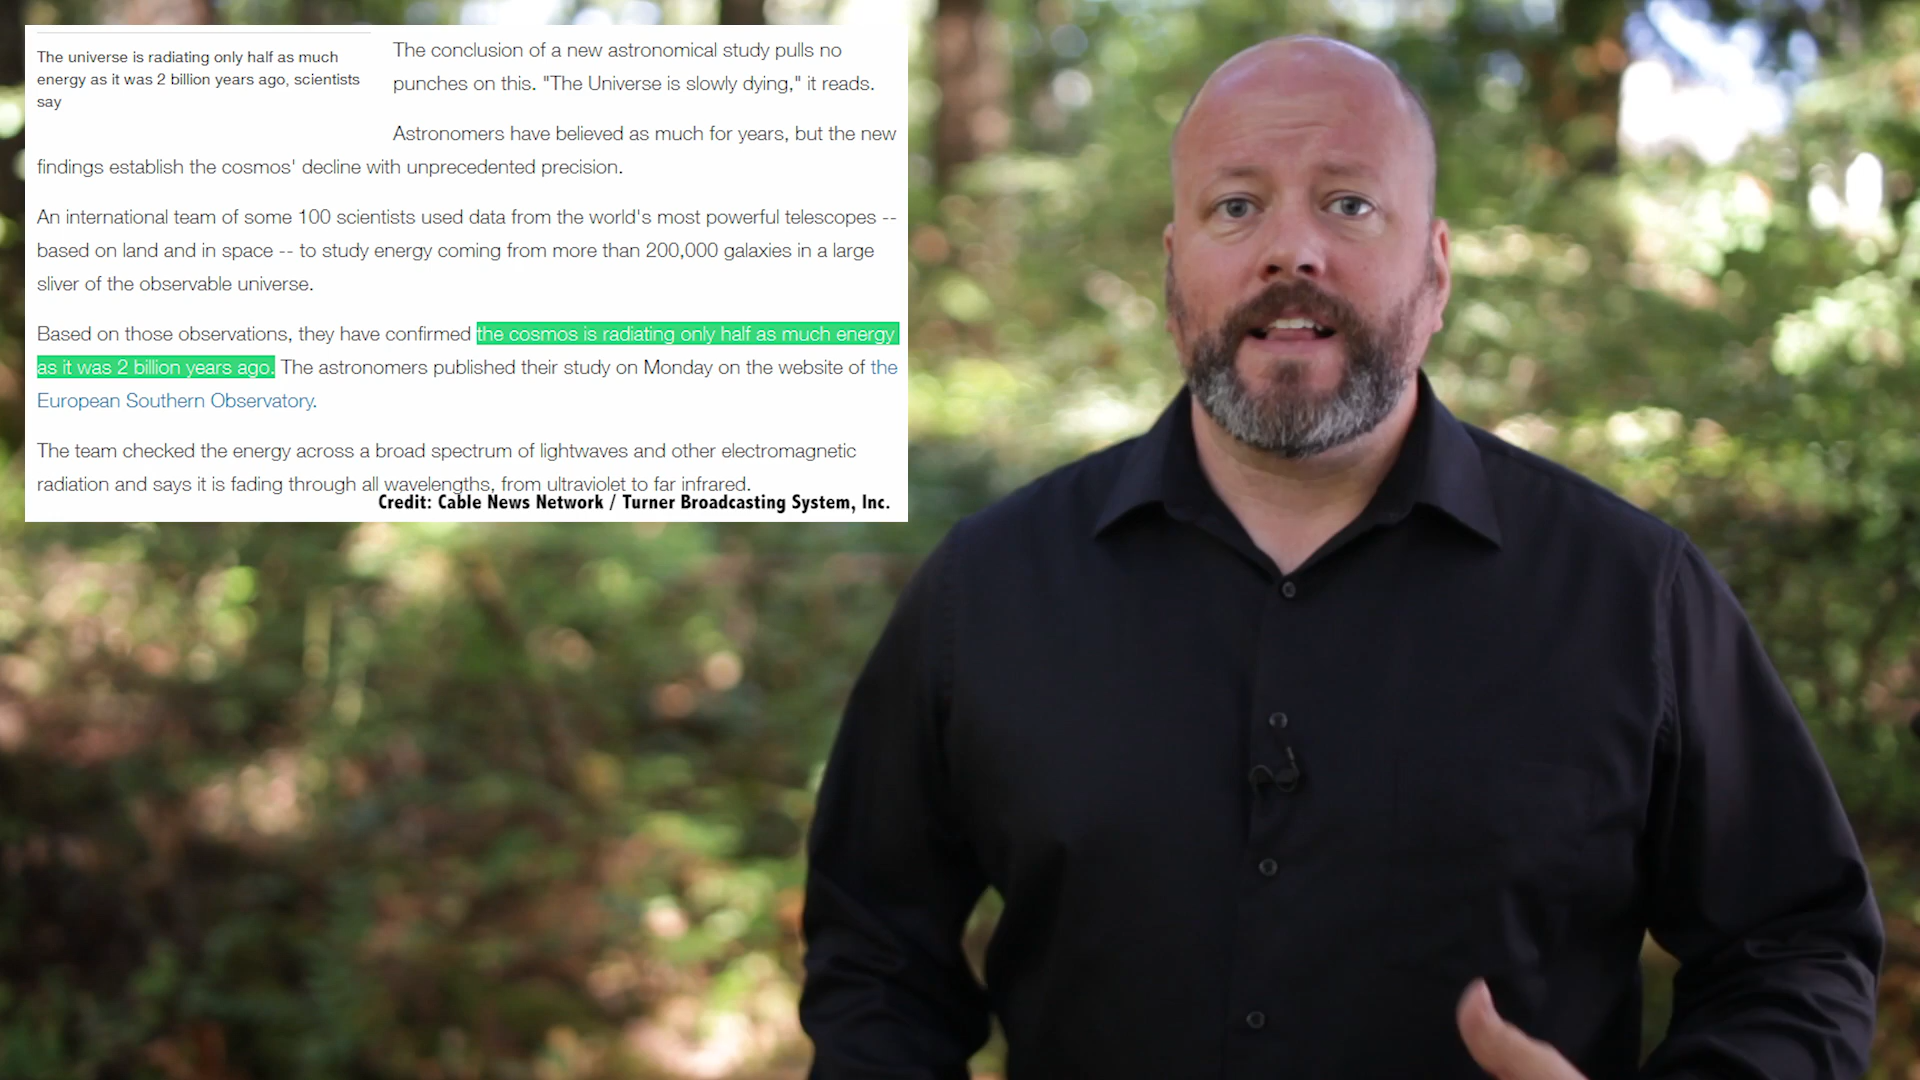 The universe is radiating only half as much
energy as it was 2 billion years ago, scientists
say
The conclusion of a new astronomical study pulls no
punches on this. "The Universe is slowly dying," it reads.
Astronomers have believed as much for years, but the new
findings establish the cosmos' decline with unprecedented precision.
An international team of some 100 scientists used data from the world's most powerful telescopes --
based on land and in space -- to study energy coming from more than 200,000 galaxies in a large
sliver of the observable universe.
Based on those observations, they have confirmed the cosmos is radiating only half as much energy
as it was 2 billion years ago. The astronomers published their study on Monday on the website of the
European Southern Observatory.
The team checked the energy across a broad spectrum of lightwaves and other electromagnetic
radiation and says it is fading through all wavelengths, from ultraviolet to far infrared.
Credit: Cable News Network / Turner Broadcasting System, Inc.